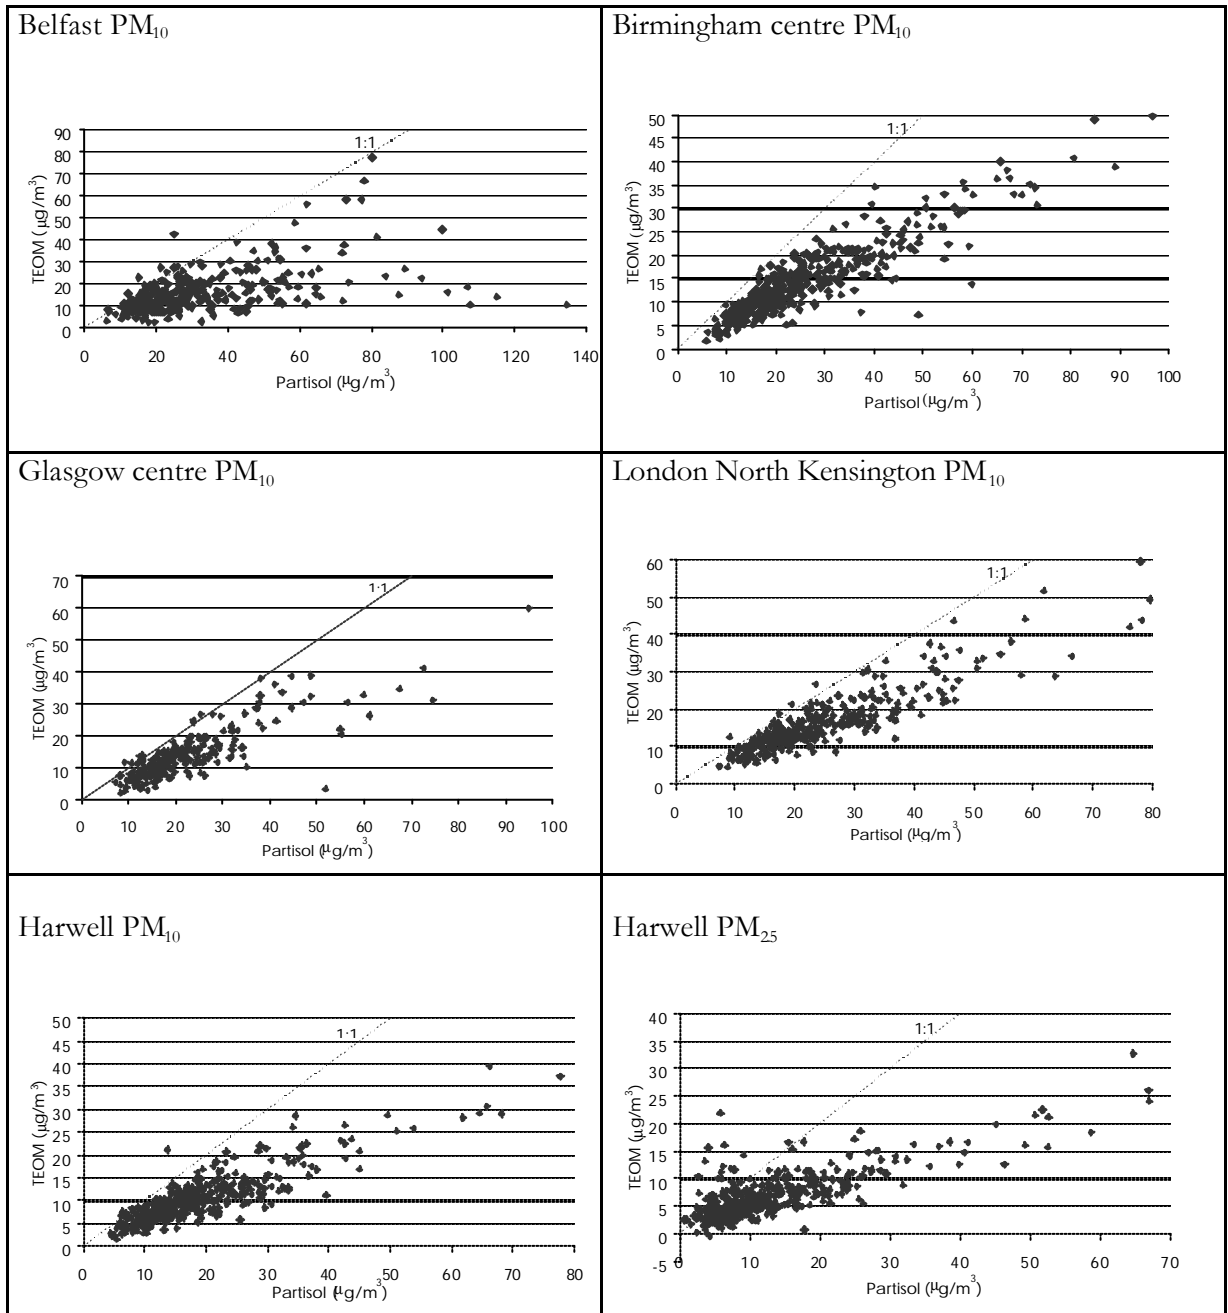 Belfast PM10
90
80
70
60
50
40
30
20
10
0
TEOM (μg/m3)
1:1
0 20 40 60 80 100 120 140
Partisol (μg/m3)
Birmingham centre PM10
50
45
40
35
30
25
20
15
10
5
0
TEOM (μg/m3)
1:1
0 10 20 30 40 50 60 70 80 90 100
Partisol (μg/m3)
Glasgow centre PM10
70
60
50
40
30
20
10
0
TEOM (μg/m3)
1:1
0 10 20 30 40 50 60 70 80 90 100
Partisol (μg/m3)
London North Kensington PM10
60
50
40
30
20
10
0
TEOM (μg/m3)
1:1
0 10 20 30 40 50 60 70 80
Partisol (μg/m3)
Harwell PM10
50
45
40
35
30
25
20
15
10
5
0
TEOM (μg/m3)
1:1
0 10 20 30 40 50 60 70 80
Partisol (μg/m3)
Harwell PM25
40
35
30
25
20
15
10
5
0
-5
TEOM (μg/m3)
1:1
0 10 20 30 40 50 60 70
Partisol (μg/m3)